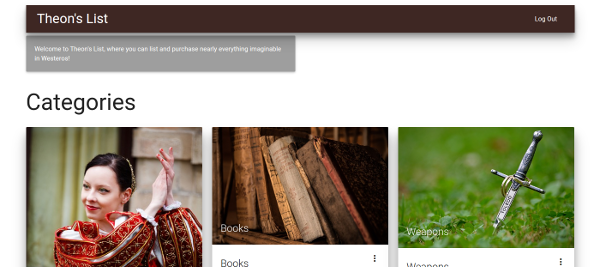 Theon's List
Log Out
Welcome to Theon's List, where you can list and purchase nearly everything imaginable
in Westeros!
Categories
Books
Weapons
Books
Weapons